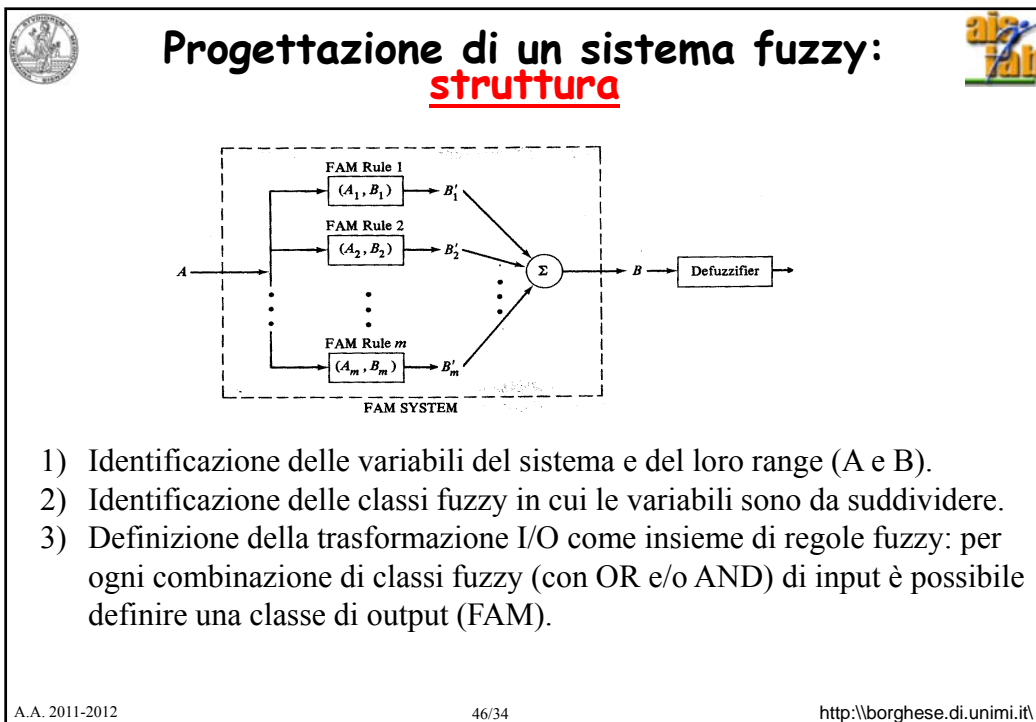 Progettazione di un sistema fuzzy:
struttura
FAM Rule 1
(A₁, B₁)
B′₁
FAM Rule 2
(A₂, B₂)
B′₂
A
Σ
B
Defuzzifier
FAM Rule m
(Aₘ, Bₘ)
B′ₘ
FAM SYSTEM
1) Identificazione delle variabili del sistema e del loro range (A e B).
2) Identificazione delle classi fuzzy in cui le variabili sono da suddividere.
3) Definizione della trasformazione I/O come insieme di regole fuzzy: per
ogni combinazione di classi fuzzy (con OR e/o AND) di input è possibile
definire una classe di output (FAM).
A.A. 2011-2012
46/34
http:\\borghese.di.unimi.it\